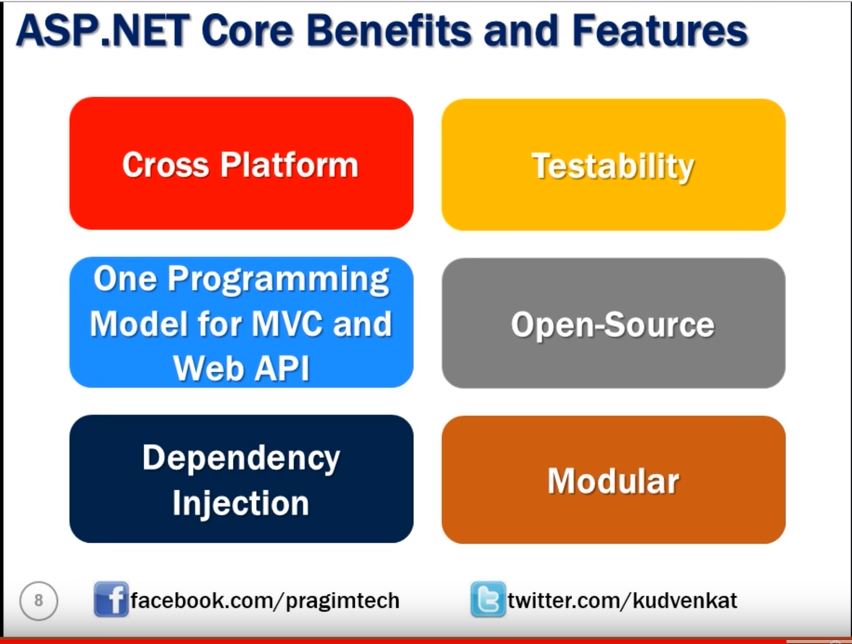 ASP.NET Core Benefits and Features
Cross Platform
Testability
One Programming
Model for MVC and
Web API
Open-Source
Dependency
Injection
Modular
8
facebook.com/pragimtech
twitter.com/kudvenkat